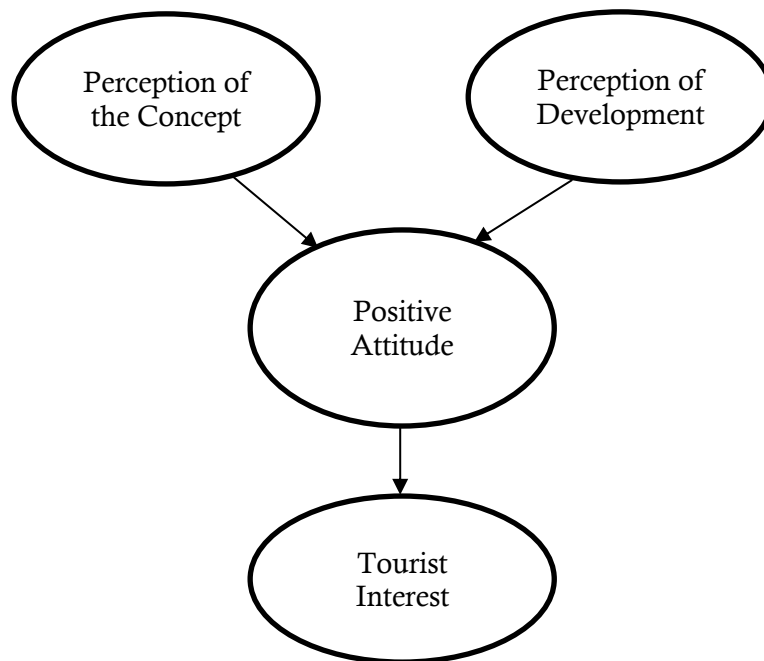 Perception of
the Concept
Perception of
Development
Positive
Attitude
Tourist
Interest